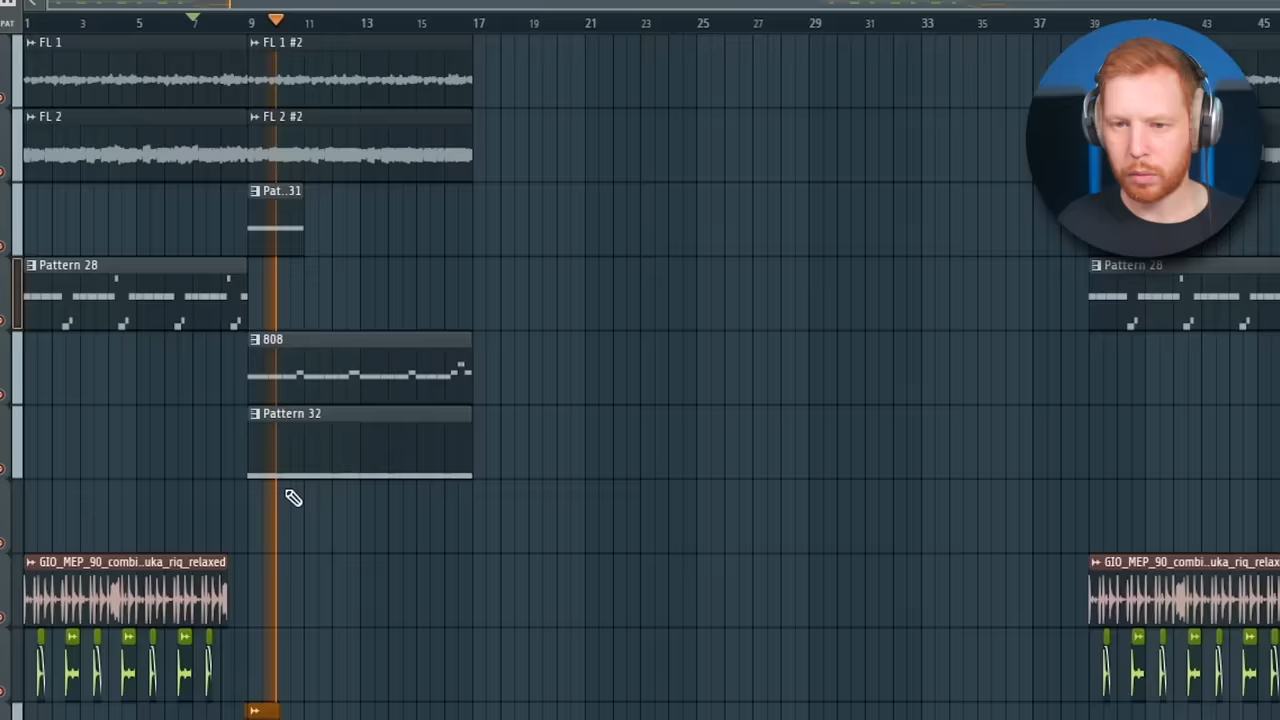 PAT 1 3 5 7 9 11 13 15 17 19 21 23 25 27 29 31 33 35 37 39 43 45
FL 1 FL 1 #2
FL 2 FL 2 #2
Pat..31
Pattern 28 Pattern 28
808
Pattern 32
GIO_MEP_90_combi..uka_riq_relaxed GIO_MEP_90_combi..uka_riq_relax